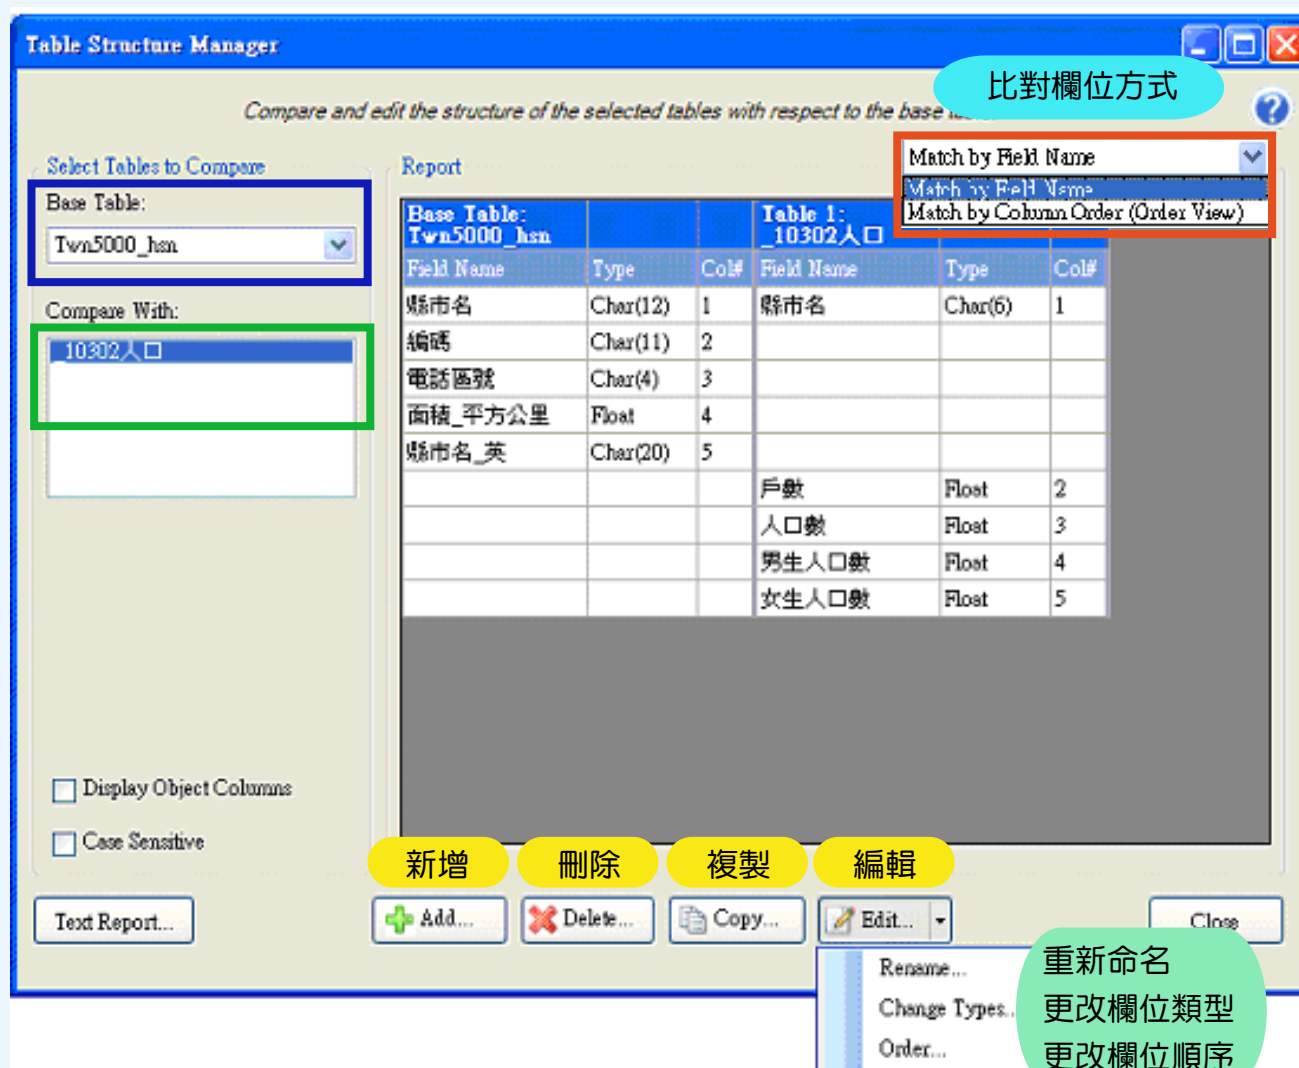 Table Structure Manager
比對欄位方式
Compare and edit the structure of the selected tables with respect to the base
Select Tables to Compare
Report
Match by Field Name
Match by Field Name
Match by Column Order (Order View)
Base Table:
Twn5000_hsn
Compare With:
_10302人口
Base Table: Table 1:
Twn5000_hsn _10302人口
Field Name Type Col# Field Name Type Col#
縣市名 Char(12) 1 縣市名 Char(6) 1
編碼 Char(11) 2
電話區號 Char(4) 3
面積_平方公里 Float 4
縣市名_英 Char(20) 5
戶數 Float 2
人口數 Float 3
男生人口數 Float 4
女生人口數 Float 5
Display Object Columns
Case Sensitive
新增 刪除 複製 編輯
Text Report... Add... Delete... Copy... Edit... Close
Rename... 重新命名
Change Types.. 更改欄位類型
Order... 更改欄位順序